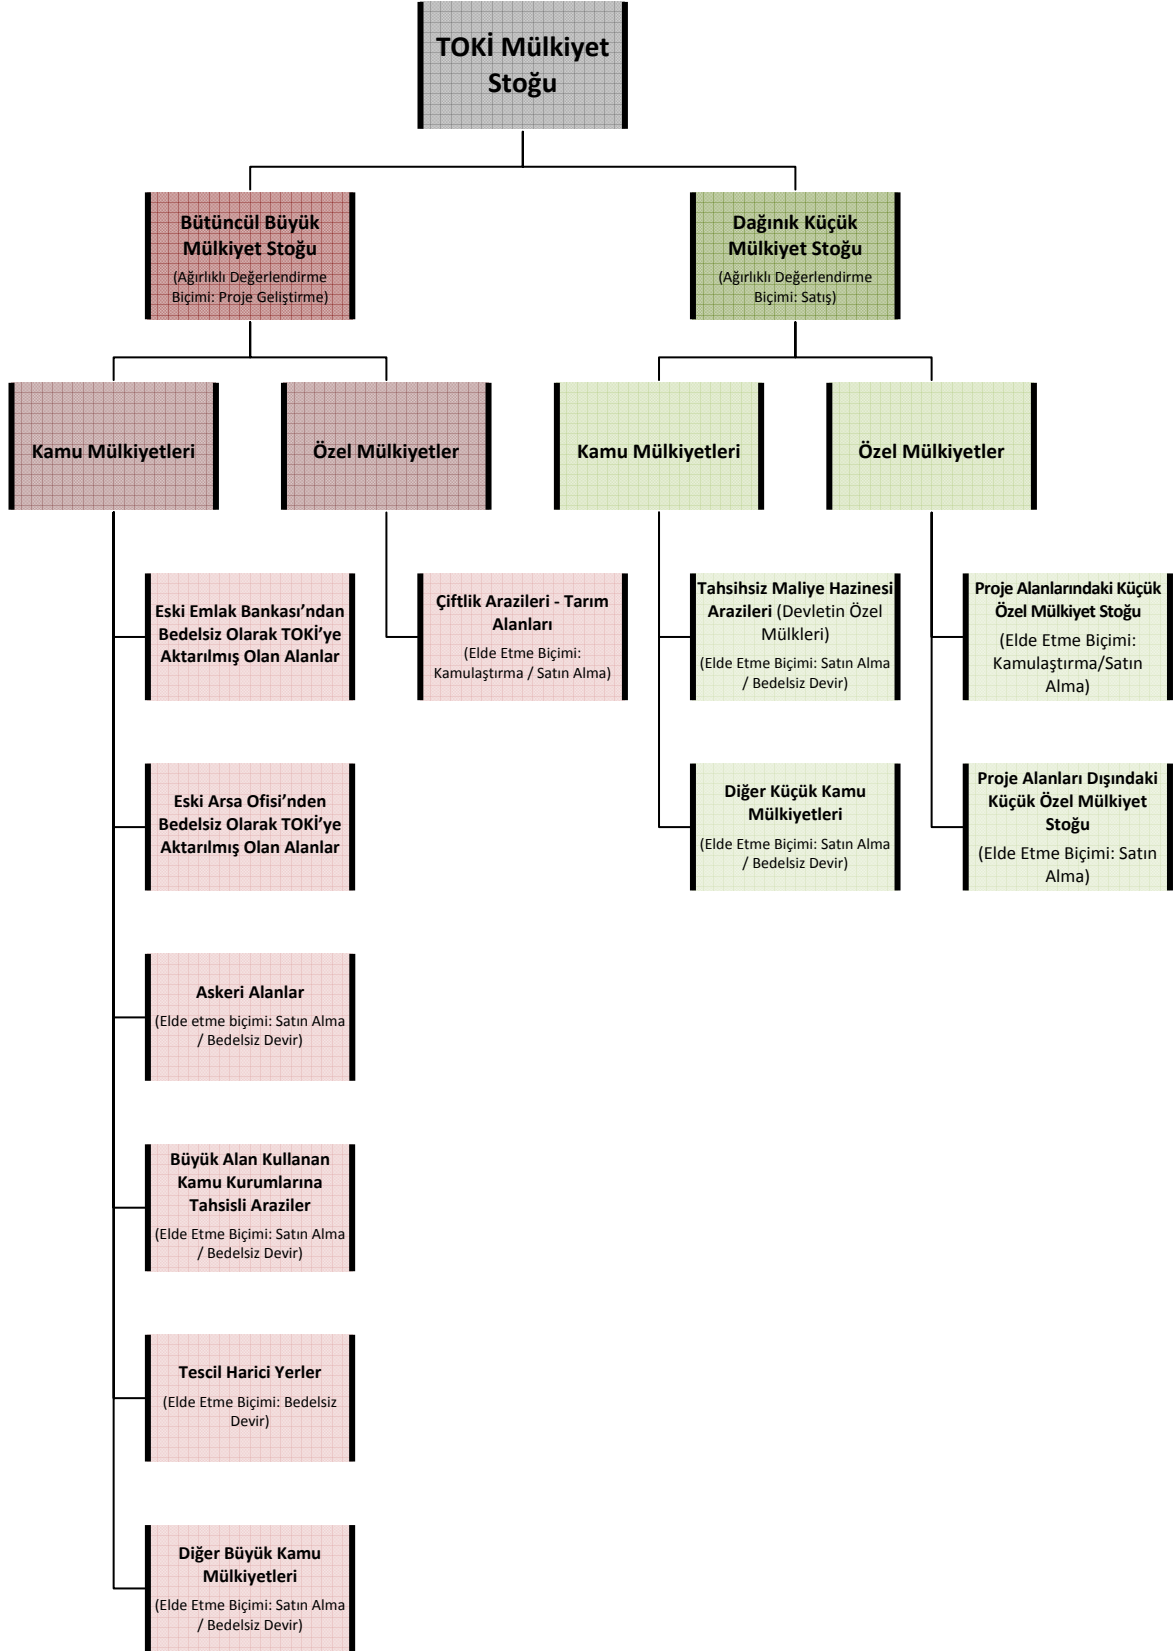 TOKİ Mülkiyet
Stoğu
Bütüncül Büyük
Mülkiyet Stoğu
(Ağırlıklı Değerlendirme
Biçimi: Proje Geliştirme)
Dağınık Küçük
Mülkiyet Stoğu
(Ağırlıklı Değerlendirme
Biçimi: Satış)
Kamu Mülkiyetleri
Özel Mülkiyetler
Kamu Mülkiyetleri
Özel Mülkiyetler
Eski Emlak Bankası’ndan
Bedelsiz Olarak TOKİ’ye
Aktarılmış Olan Alanlar
Çiftlik Arazileri - Tarım
Alanları
(Elde Etme Biçimi:
Kamulaştırma / Satın Alma)
Tahsihsiz Maliye Hazinesi
Arazileri (Devletin Özel
Mülkleri)
(Elde Etme Biçimi: Satın Alma
/ Bedelsiz Devir)
Proje Alanlarındaki Küçük
Özel Mülkiyet Stoğu
(Elde Etme Biçimi:
Kamulaştırma/Satın
Alma)
Eski Arsa Ofisi’nden
Bedelsiz Olarak TOKİ’ye
Aktarılmış Olan Alanlar
Diğer Küçük Kamu
Mülkiyetleri
(Elde Etme Biçimi: Satın Alma
/ Bedelsiz Devir)
Proje Alanları Dışındaki
Küçük Özel Mülkiyet
Stoğu
(Elde Etme Biçimi: Satın
Alma)
Askeri Alanlar
(Elde etme biçimi: Satın Alma
/ Bedelsiz Devir)
Büyük Alan Kullanan
Kamu Kurumlarına
Tahsisli Araziler
(Elde Etme Biçimi: Satın Alma
/ Bedelsiz Devir)
Tescil Harici Yerler
(Elde Etme Biçimi: Bedelsiz
Devir)
Diğer Büyük Kamu
Mülkiyetleri
(Elde Etme Biçimi: Satın Alma
/ Bedelsiz Devir)